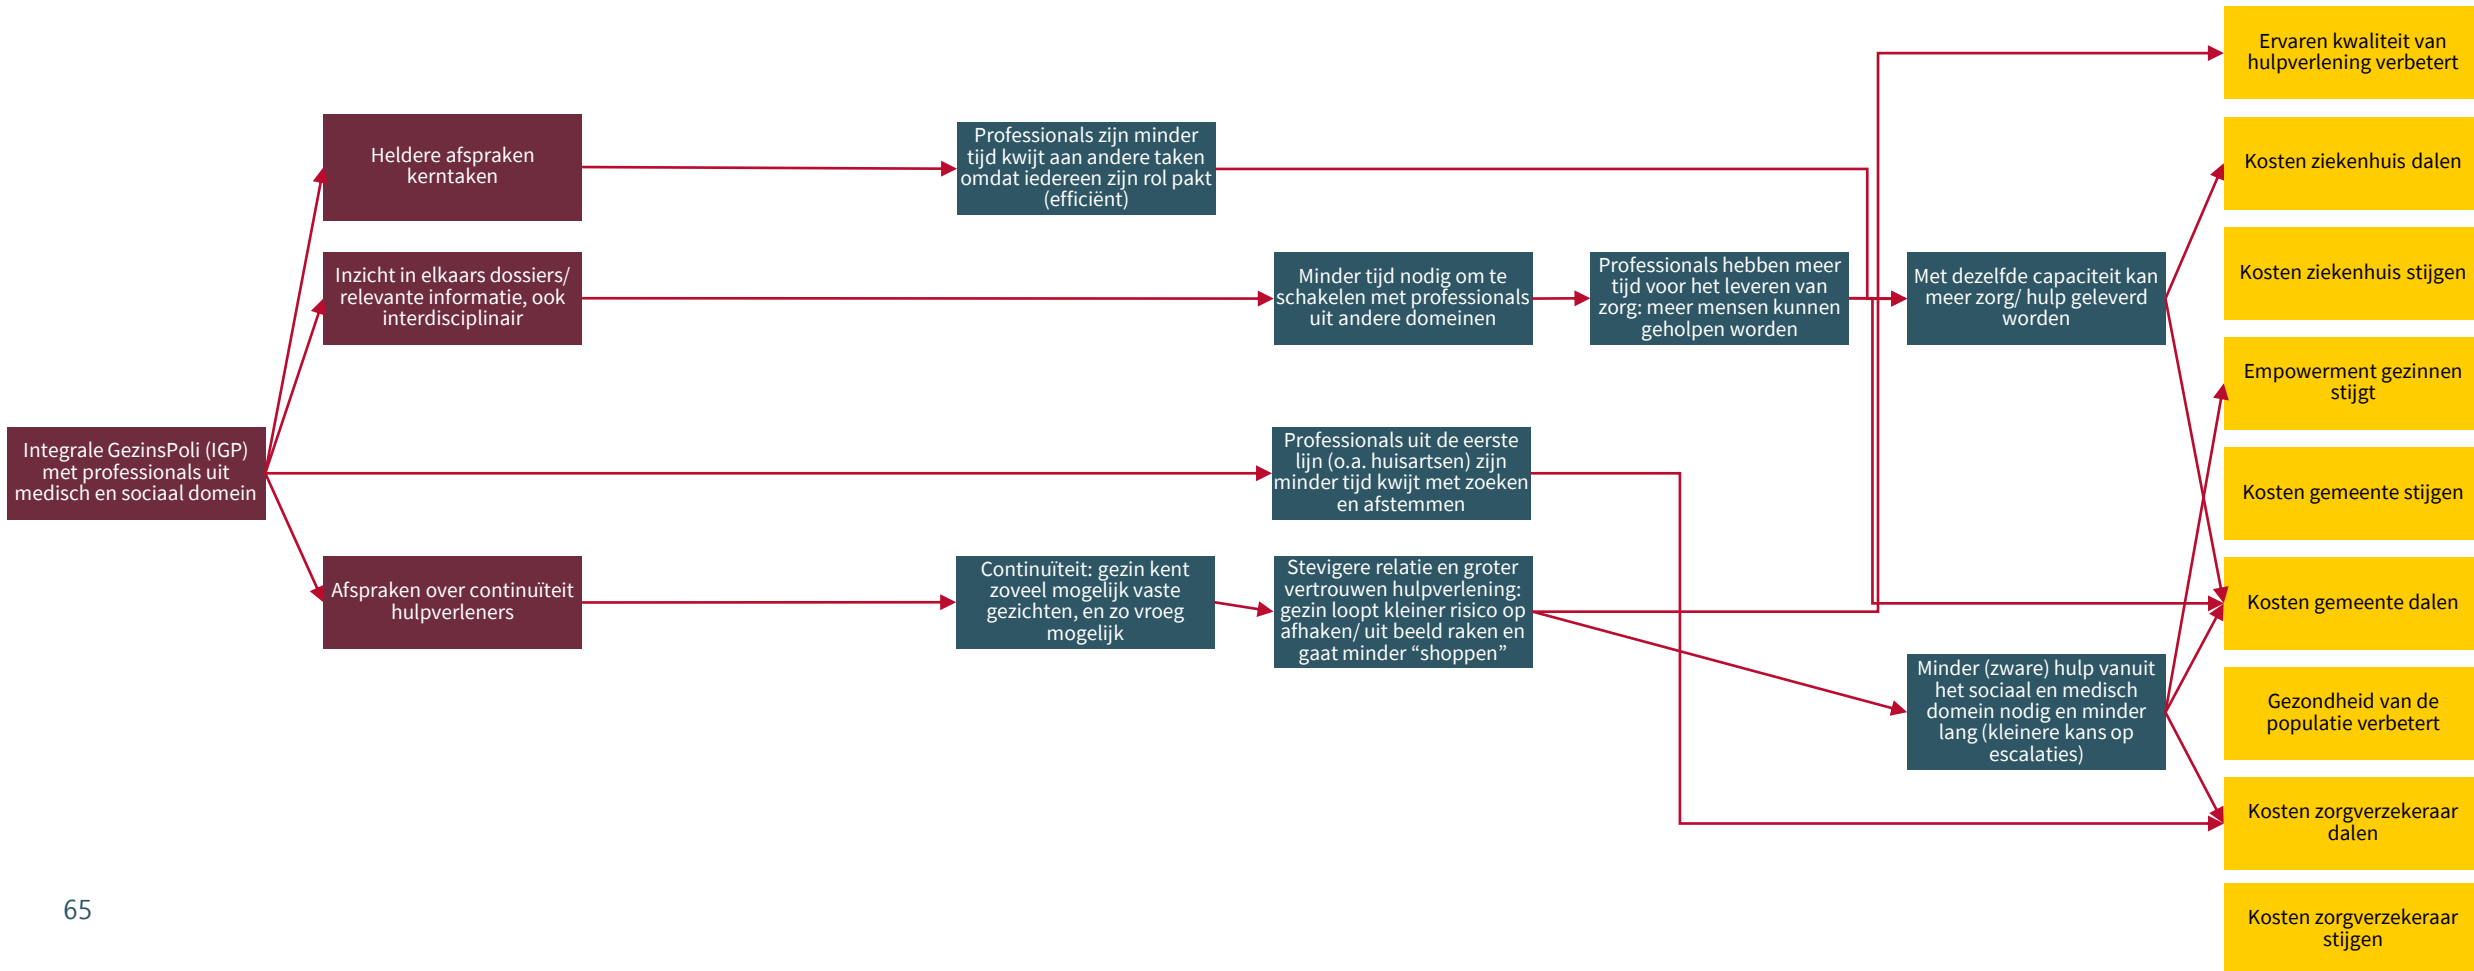 Integrale GezinsPoli (IGP)
met professionals uit
medisch en sociaal domein
Heldere afspraken
kerntaken
Inzicht in elkaars dossiers/
relevante informatie, ook
interdisciplinair
Afspraken over continuïteit
hulpverleners
Professionals zijn minder
tijd kwijt aan andere taken
omdat iedereen zijn rol pakt
(efficiënt)
Continuïteit: gezin kent
zoveel mogelijk vaste
gezichten, en zo vroeg
mogelijk
Minder tijd nodig om te
schakelen met professionals
uit andere domeinen
Professionals uit de eerste
lijn (o.a. huisartsen) zijn
minder tijd kwijt met zoeken
en afstemmen
Stevigere relatie en groter
vertrouwen hulpverlening:
gezin loopt kleiner risico op
afhaken/ uit beeld raken en
gaat minder “shoppen”
Professionals hebben meer
tijd voor het leveren van
zorg: meer mensen kunnen
geholpen worden
Met dezelfde capaciteit kan
meer zorg/ hulp geleverd
worden
Minder (zware) hulp vanuit
het sociaal en medisch
domein nodig en minder
lang (kleinere kans op
escalaties)
Ervaren kwaliteit van
hulpverlening verbetert
Kosten ziekenhuis dalen
Kosten ziekenhuis stijgen
Empowerment gezinnen
stijgt
Kosten gemeente stijgen
Kosten gemeente dalen
Gezondheid van de
populatie verbetert
Kosten zorgverzekeraar
dalen
Kosten zorgverzekeraar
stijgen
65